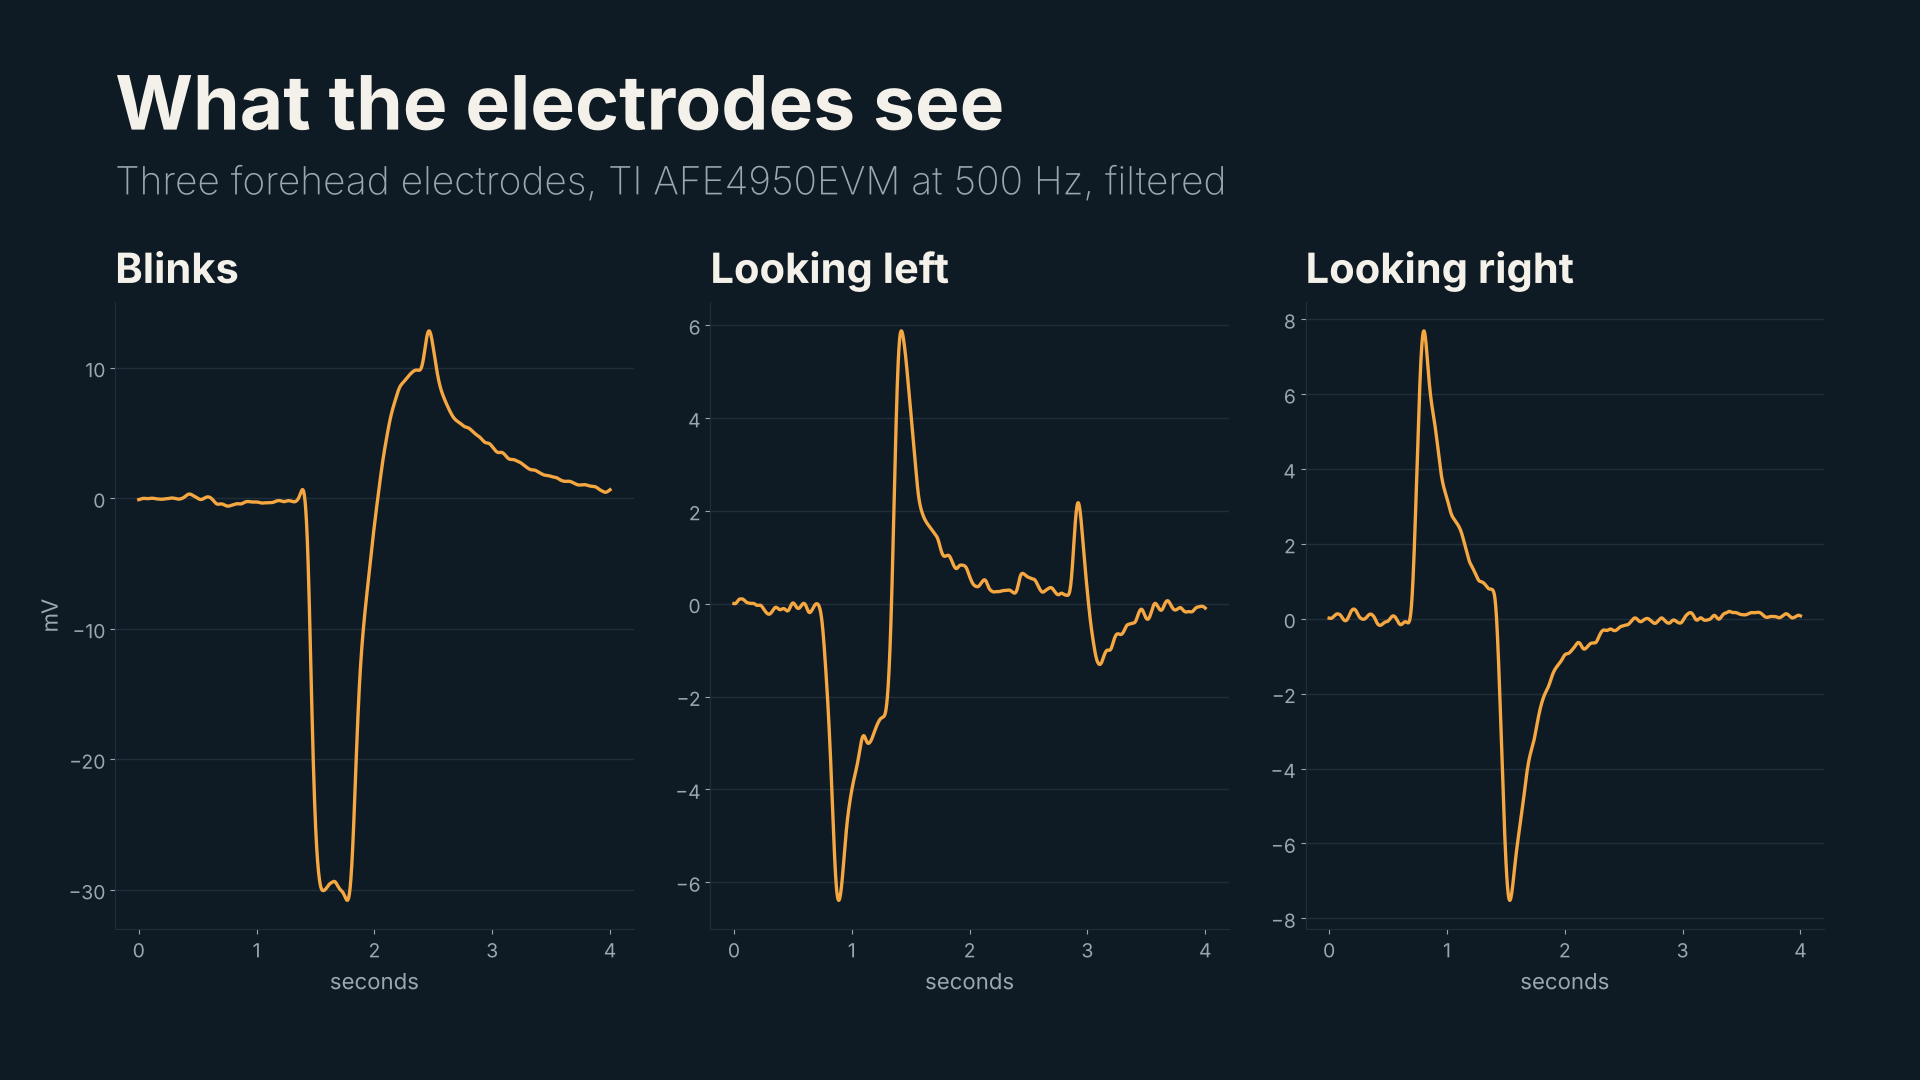 What the electrodes see
Three forehead electrodes, TI AFE4950EVM at 500 Hz, filtered
Blinks
Looking left
Looking right
mV
10
0
−10
−20
−30
0 1 2 3 4
seconds
6
4
2
0
−2
−4
−6
0 1 2 3 4
seconds
8
6
4
2
0
−2
−4
−6
−8
0 1 2 3 4
seconds